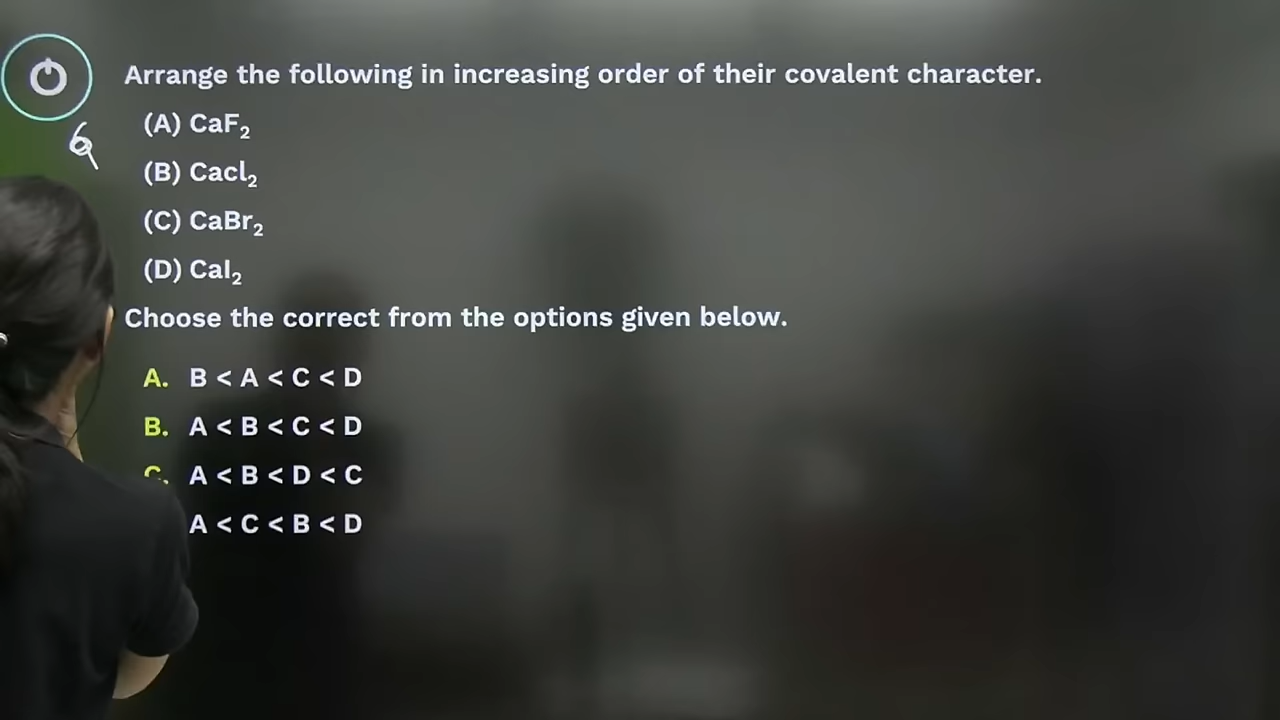 Arrange the following in increasing order of their covalent character.
6
(A) CaF₂
(B) Cacl₂
(C) CaBr₂
(D) CaI₂
Choose the correct from the options given below.
A. B < A < C < D
B. A < B < C < D
C. A < B < D < C
A < C < B < D